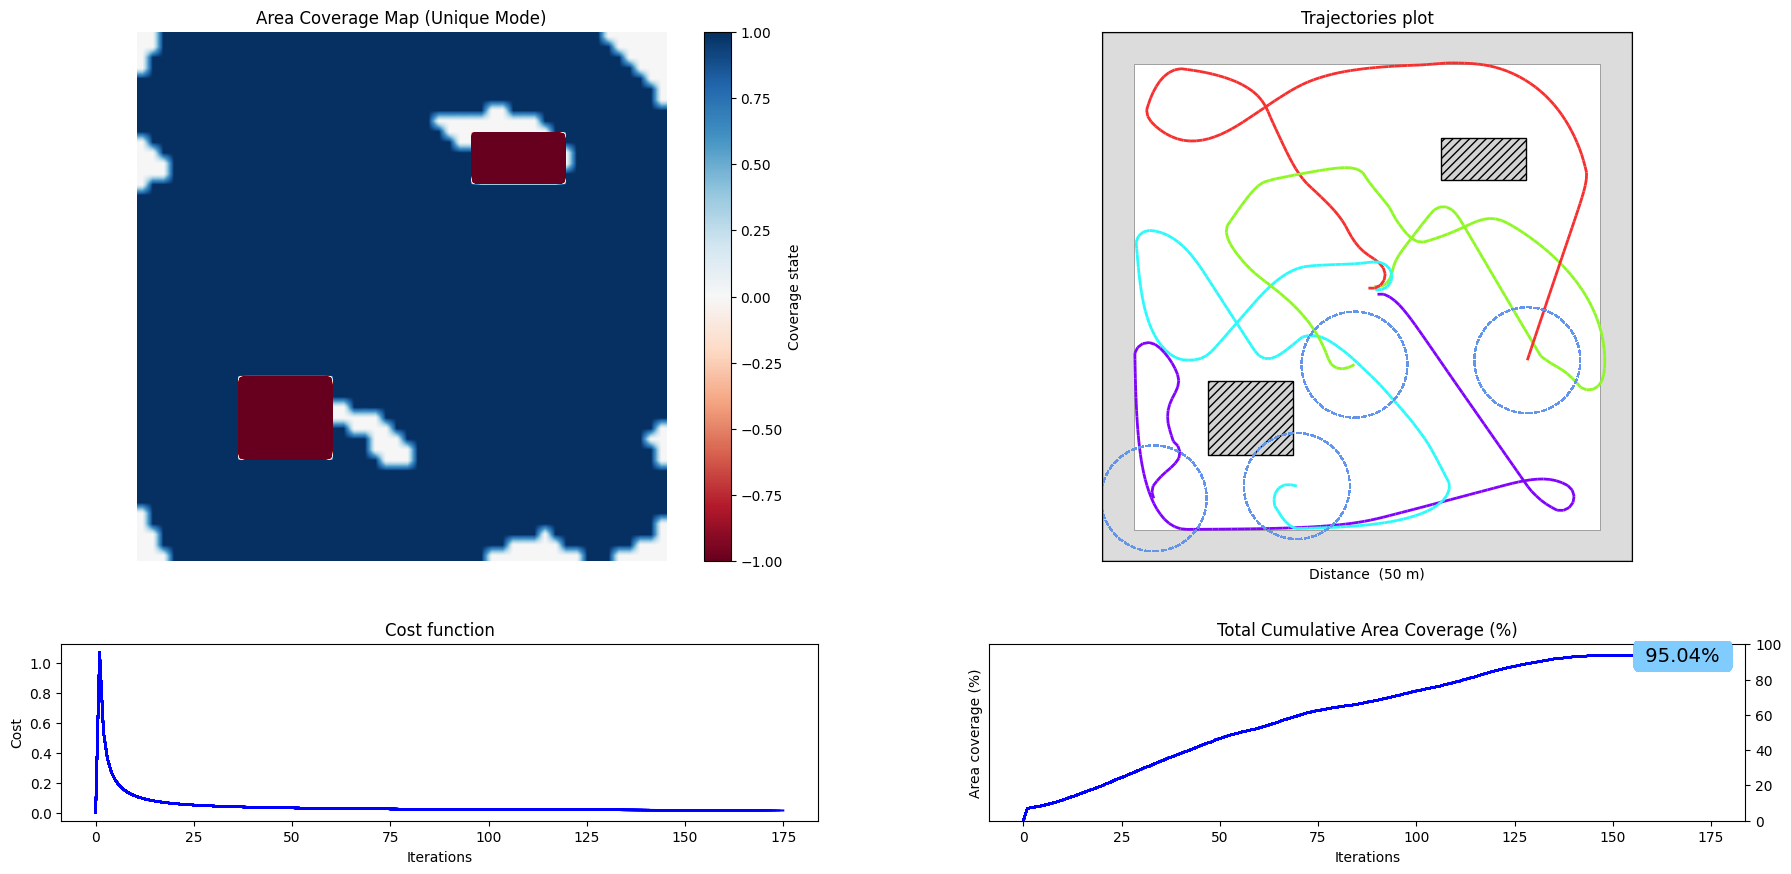 Area Coverage Map (Unique Mode)
1.00
0.75
0.50
0.25
0.00
−0.25
−0.50
−0.75
−1.00
Coverage state
Trajectories plot
Distance  (50 m)
Cost function
1.0
0.8
0.6
0.4
0.2
0.0
Cost
0 25 50 75 100 125 150 175
Iterations
Total Cumulative Area Coverage (%)
95.04%
Area coverage (%)
100
80
60
40
20
0
0 25 50 75 100 125 150 175
Iterations